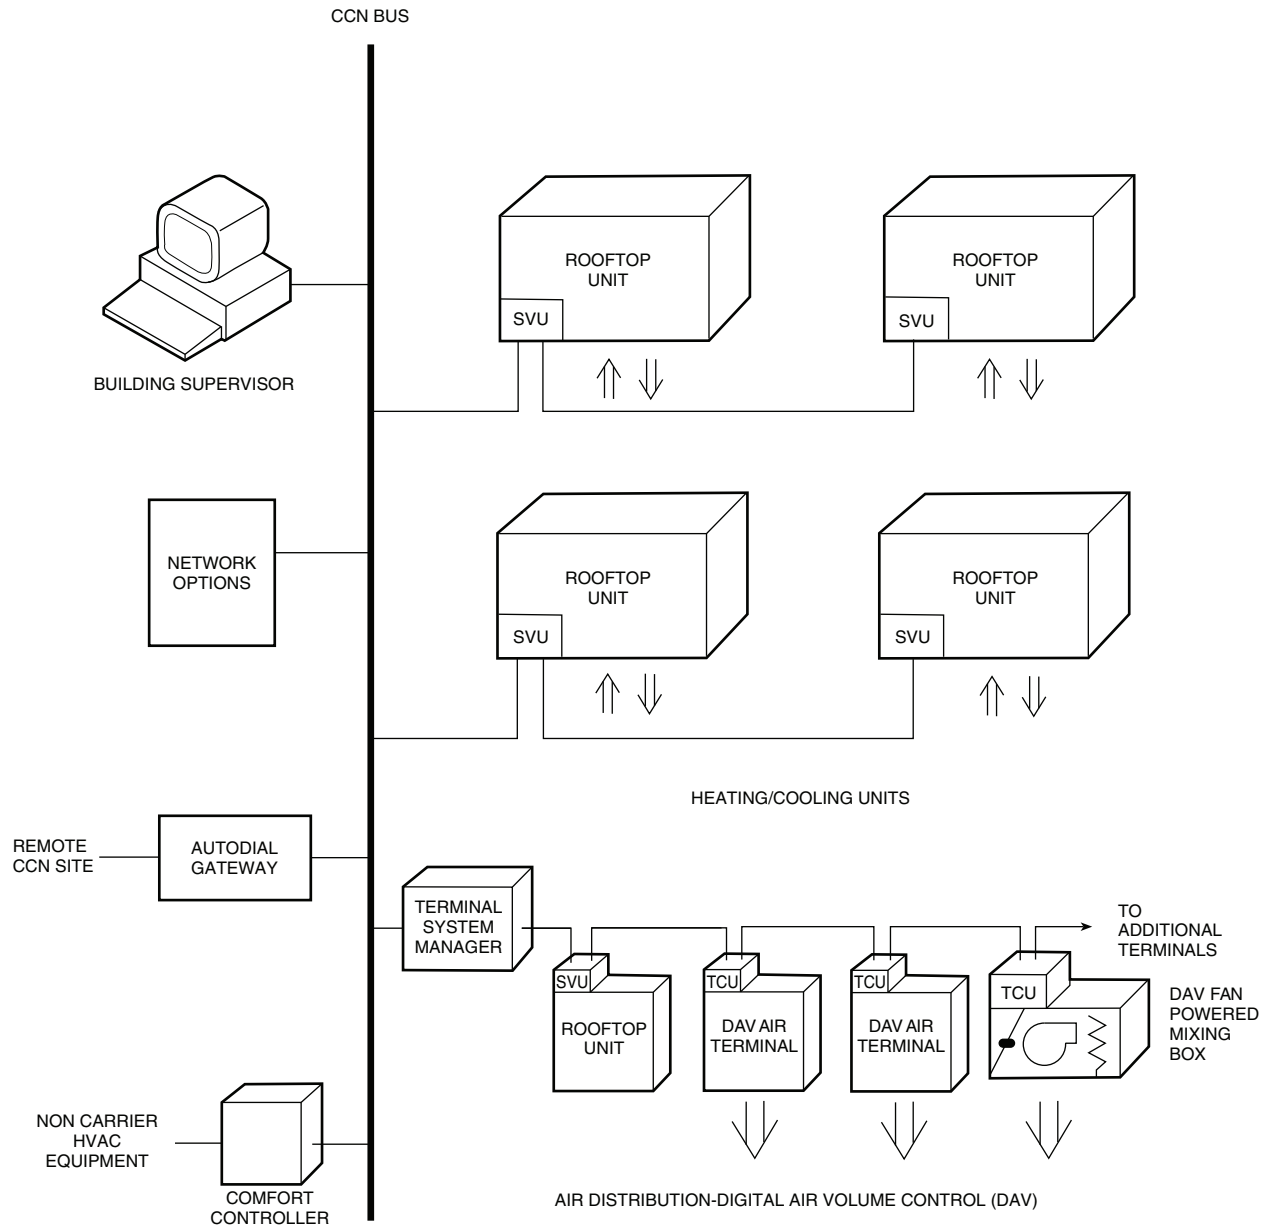 CCN BUS
ROOFTOP
UNIT
SVU
ROOFTOP
UNIT
SVU
BUILDING SUPERVISOR
NETWORK
OPTIONS
ROOFTOP
UNIT
SVU
ROOFTOP
UNIT
SVU
HEATING/COOLING UNITS
REMOTE
CCN SITE
AUTODIAL
GATEWAY
TERMINAL
SYSTEM
MANAGER
SVU
ROOFTOP
UNIT
TCU
DAV AIR
TERMINAL
TCU
DAV AIR
TERMINAL
TCU
TO
ADDITIONAL
TERMINALS
DAV FAN
POWERED
MIXING
BOX
NON CARRIER
HVAC
EQUIPMENT
COMFORT
CONTROLLER
AIR DISTRIBUTION-DIGITAL AIR VOLUME CONTROL (DAV)